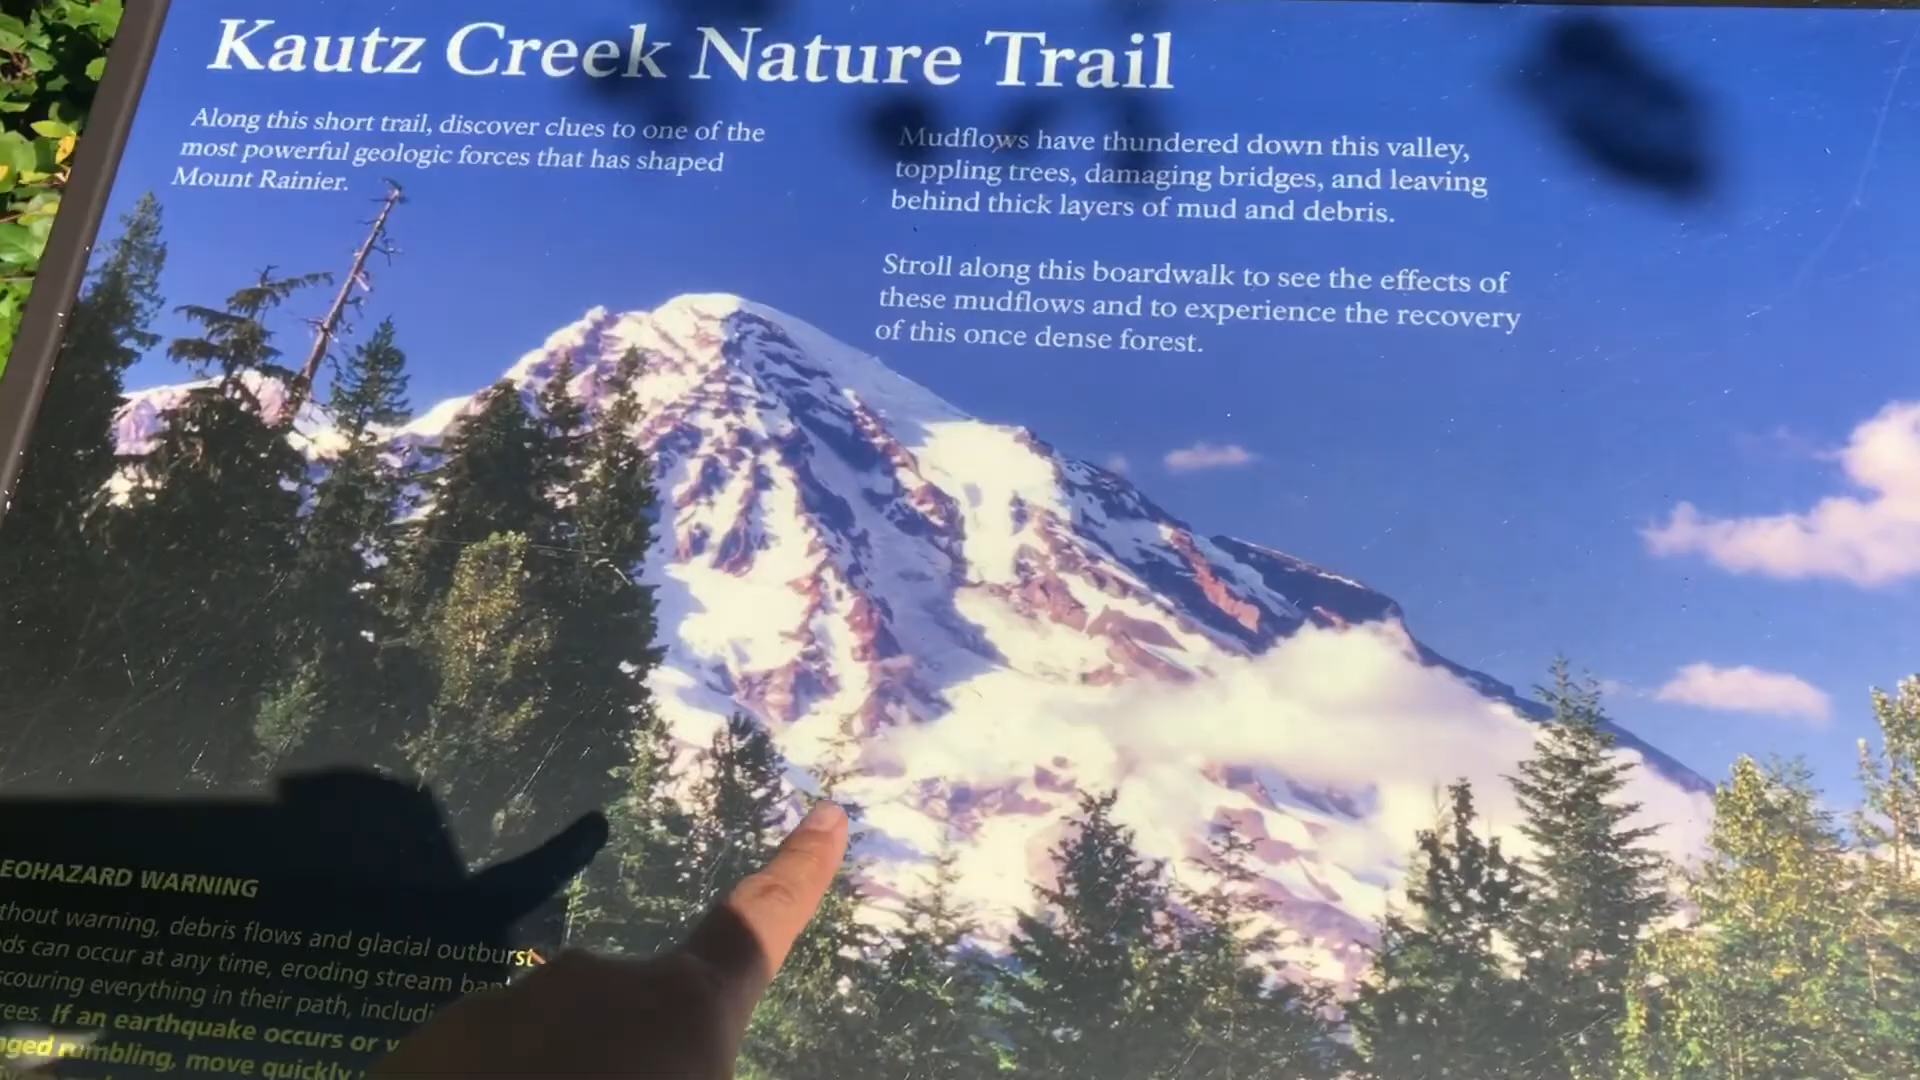 Kautz Creek Nature Trail
Along this short trail, discover clues to one of the
most powerful geologic forces that has shaped
Mount Rainier.
Mudflows have thundered down this valley,
toppling trees, damaging bridges, and leaving
behind thick layers of mud and debris.
Stroll along this boardwalk to see the effects of
these mudflows and to experience the recovery
of this once dense forest.
EOHAZARD WARNING
thout warning, debris flows and glacial outburst
ds can occur at any time, eroding stream ban
scouring everything in their path, includi
rees. If an earthquake occurs or
nged rumbling, move quickly